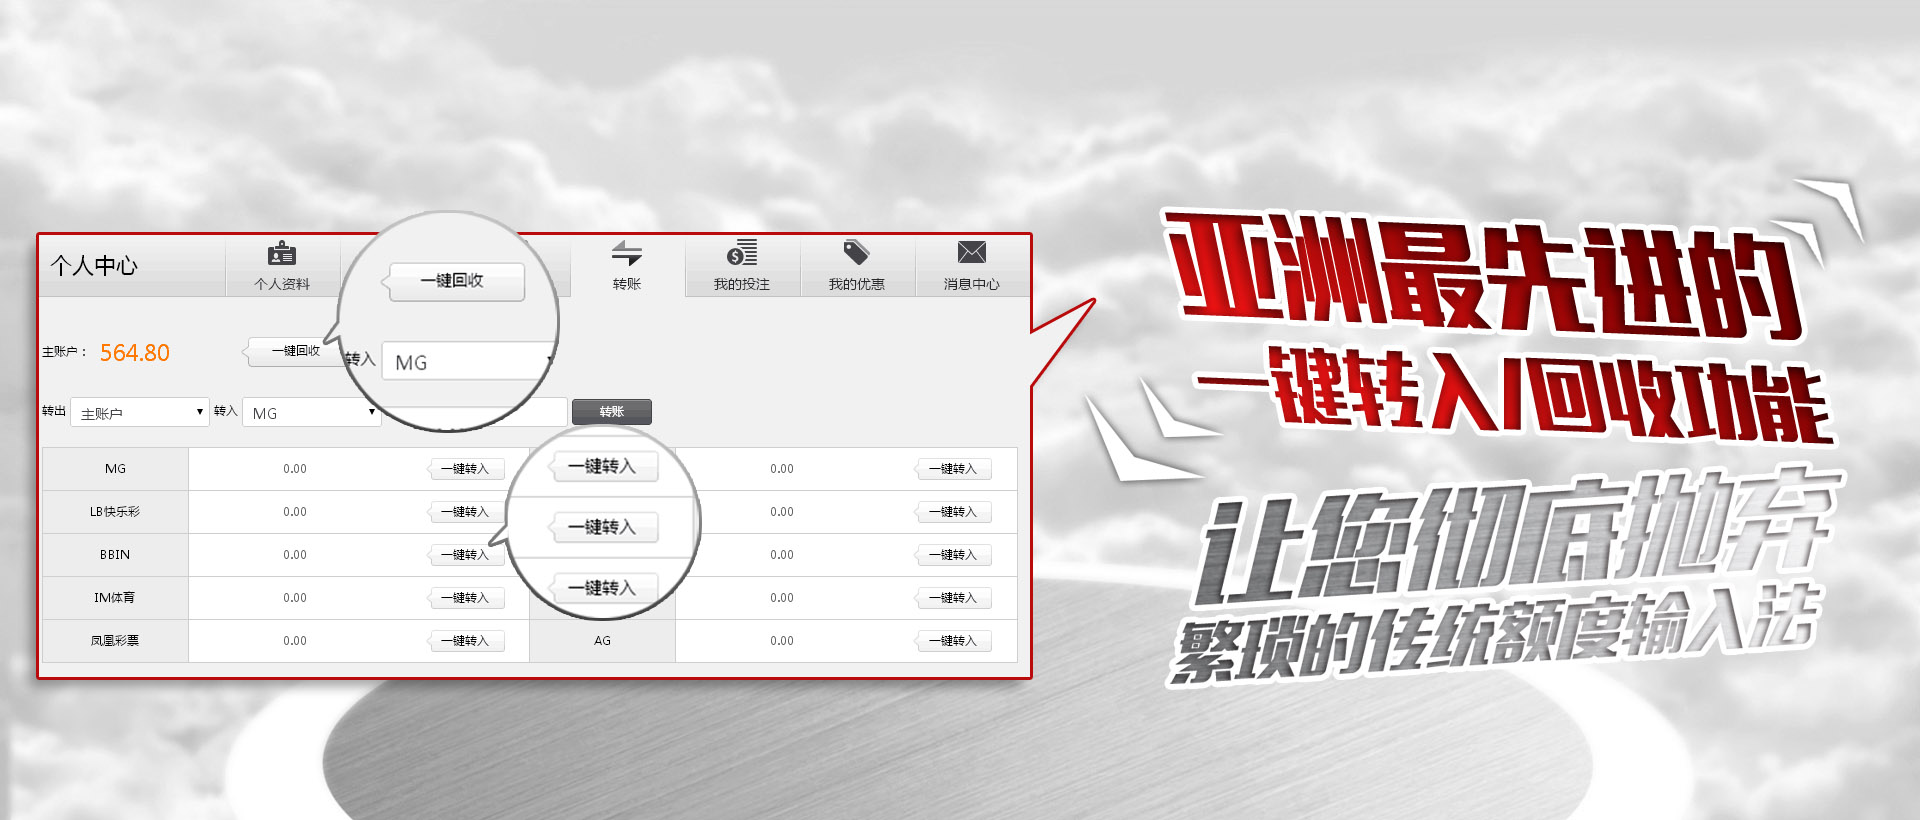 个人中心
个人资料
转账
我的投注
我的优惠
消息中心
一键回收
转入 MG
主账户： 564.80 一键回收
转出 主账户 转入 MG 转账
MG 0.00 一键转入 0.00 一键转入
LB快乐彩 0.00 一键转入 0.00 一键转入
BBIN 0.00 一键转入 0.00 一键转入
IM体育 0.00 一键转入 0.00 一键转入
凤凰彩票 0.00 一键转入 AG 0.00 一键转入
一键转入
一键转入
一键转入
亚洲最先进的
一键转入/回收功能
让您彻底抛弃
繁琐的传统额度输入法